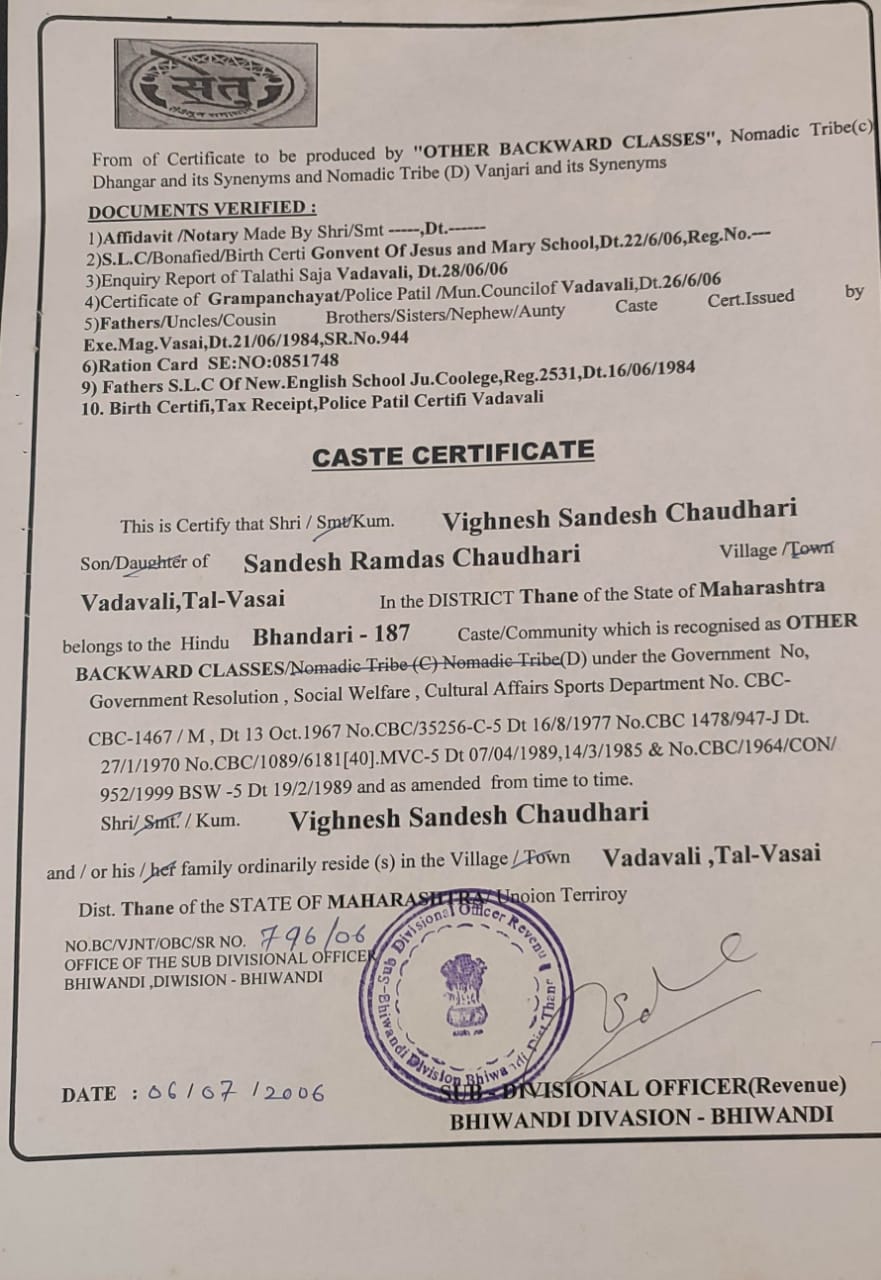 सेतु
From of Certificate to be produced by "OTHER BACKWARD CLASSES", Nomadic Tribe(c)
Dhangar and its Synenyms and Nomadic Tribe (D) Vanjari and its Synenyms
DOCUMENTS VERIFIED :
1)Affidavit /Notary Made By Shri/Smt -----,Dt.------
2)S.L.C/Bonafied/Birth Certi Gonvent Of Jesus and Mary School,Dt.22/6/06,Reg.No.---
3)Enquiry Report of Talathi Saja Vadavali, Dt.28/06/06
4)Certificate of Grampanchayat/Police Patil /Mun.Councilof Vadavali,Dt.26/6/06
5)Fathers/Uncles/Cousin Brothers/Sisters/Nephew/Aunty Caste Cert.Issued by
Exe.Mag.Vasai,Dt.21/06/1984,SR.No.944
6)Ration Card SE:NO:0851748
9) Fathers S.L.C Of New.English School Ju.Coolege,Reg.2531,Dt.16/06/1984
10. Birth Certifi,Tax Receipt,Police Patil Certifi Vadavali
CASTE CERTIFICATE
This is Certify that Shri / Smt/Kum. Vighnesh Sandesh Chaudhari
Son/Daughter of Sandesh Ramdas Chaudhari Village /Town
Vadavali,Tal-Vasai In the DISTRICT Thane of the State of Maharashtra
belongs to the Hindu Bhandari - 187 Caste/Community which is recognised as OTHER
BACKWARD CLASSES/Nomadic Tribe (C) Nomadic Tribe(D) under the Government No,
Government Resolution , Social Welfare , Cultural Affairs Sports Department No. CBC-
CBC-1467 / M , Dt 13 Oct.1967 No.CBC/35256-C-5 Dt 16/8/1977 No.CBC 1478/947-J Dt.
27/1/1970 No.CBC/1089/6181[40].MVC-5 Dt 07/04/1989,14/3/1985 & No.CBC/1964/CON/
952/1999 BSW -5 Dt 19/2/1989 and as amended from time to time.
Shri/ Smt. / Kum. Vighnesh Sandesh Chaudhari
and / or his / her family ordinarily reside (s) in the Village / Town Vadavali ,Tal-Vasai
Dist. Thane of the STATE OF MAHARASHTRA/ Unoion Terriroy
NO.BC/VJNT/OBC/SR NO. 796/06
OFFICE OF THE SUB DIVISIONAL OFFICER
BHIWANDI ,DIWISION - BHIWANDI
Sub Divisional Officer Revenu
Bhiwandi Division Bhiwandi Dist Thane
DATE : 06/07/2006
SUB - DIVISIONAL OFFICER(Revenue)
BHIWANDI DIVASION - BHIWANDI